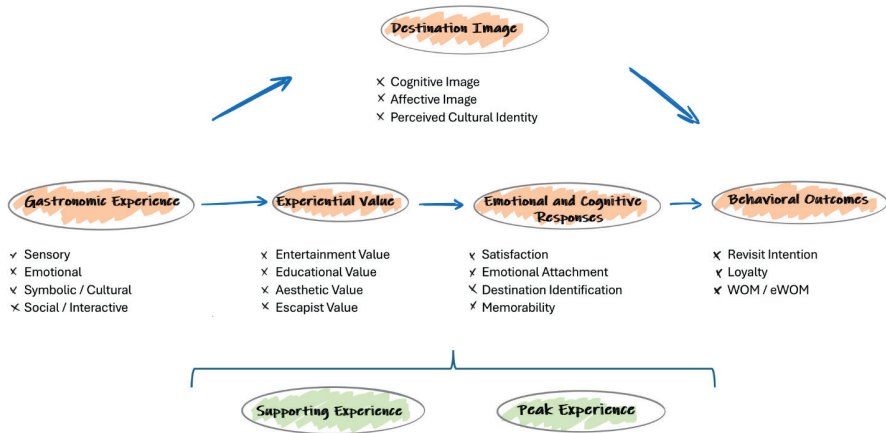 Destination Image
Cognitive Image
Affective Image
Perceived Cultural Identity
Gastronomic Experience
Sensory
Emotional
Symbolic / Cultural
Social / Interactive
Experiential Value
Entertainment Value
Educational Value
Aesthetic Value
Escapist Value
Emotional and Cognitive
Responses
Satisfaction
Emotional Attachment
Destination Identification
Memorability
Behavioral Outcomes
Revisit Intention
Loyalty
WOM / eWOM
Supporting Experience
Peak Experience